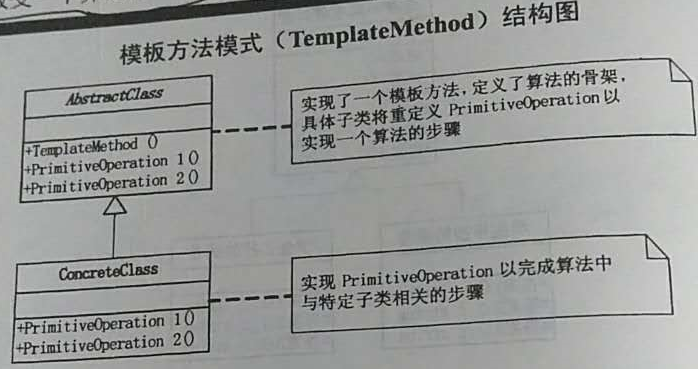 模板方法模式（TemplateMethod）结构图
AbstractClass
+TemplateMethod ()
+PrimitiveOperation 1()
+PrimitiveOperation 2()
实现了一个模板方法，定义了算法的骨架，
具体子类将重定义 PrimitiveOperation 以
实现一个算法的步骤
ConcreteClass
+PrimitiveOperation 1()
+PrimitiveOperation 2()
实现 PrimitiveOperation 以完成算法中
与特定子类相关的步骤